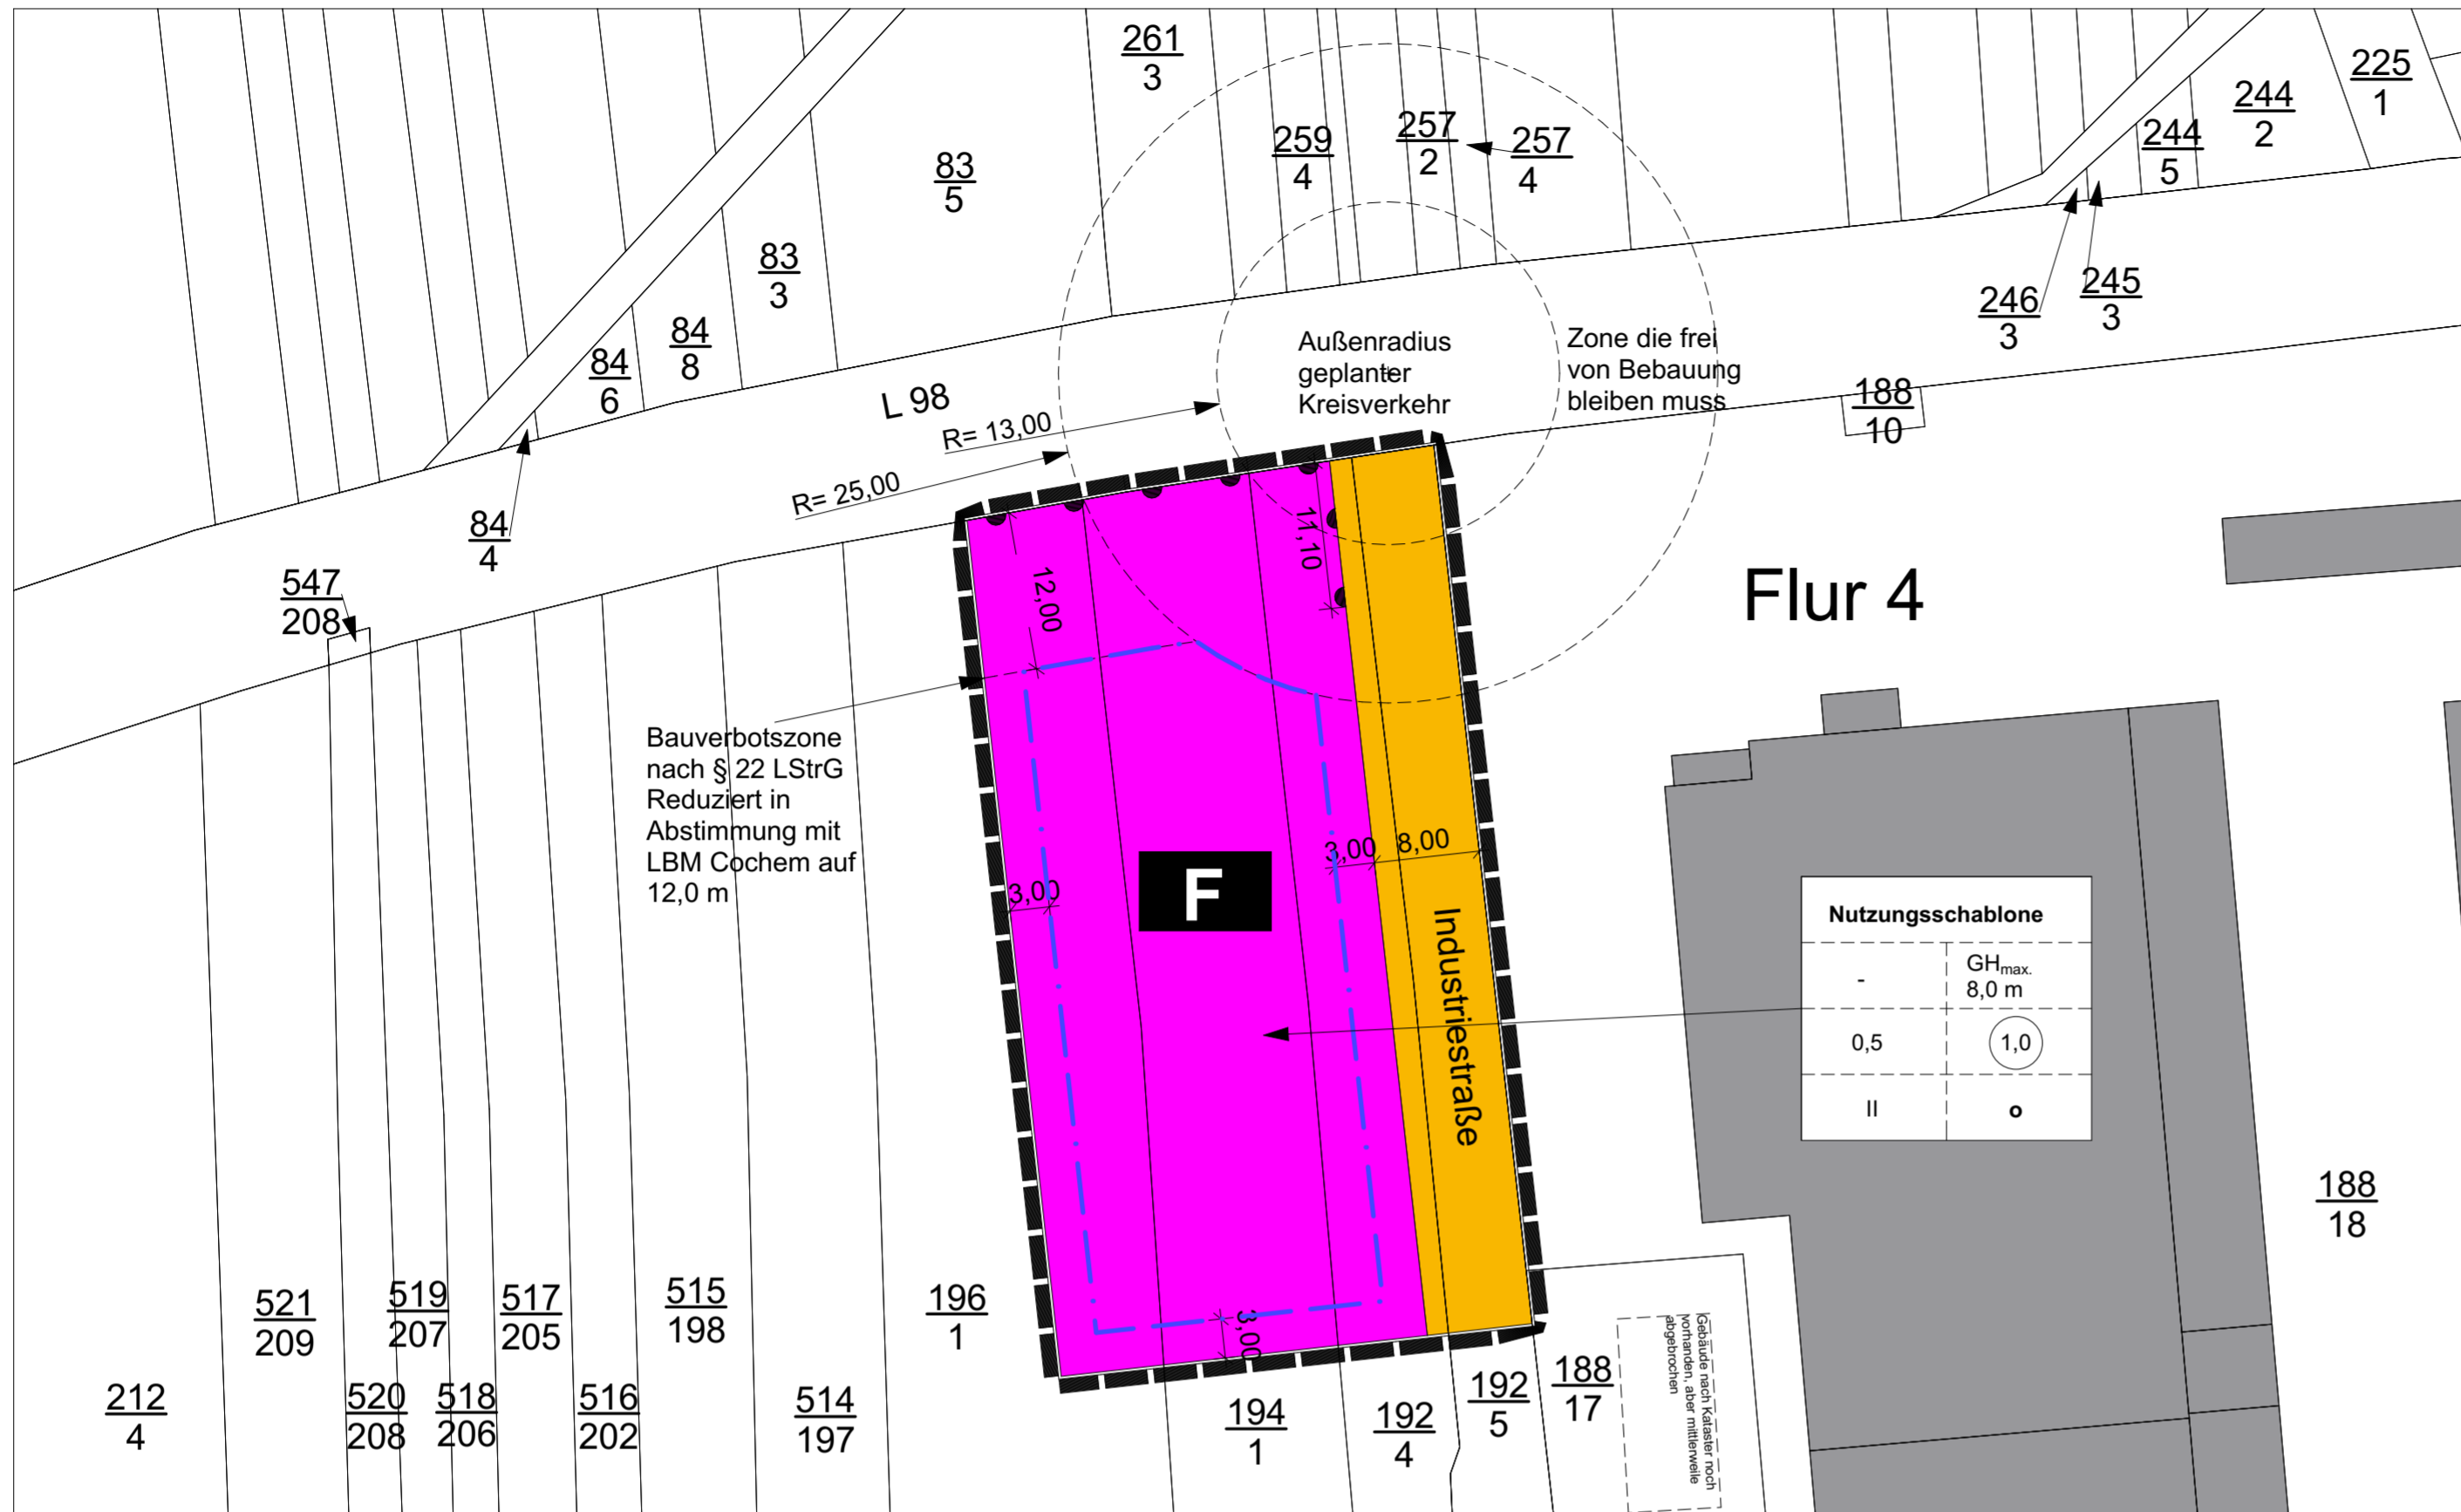 261
3
225
1
244
2
257
2
257
4
259
4
244
5
83
5
83
3
246
3
245
3
84
8
84
6
Außenradius
geplanter
Kreisverkehr
Zone die frei
von Bebauung
bleiben muss
L 98
R= 13,00
R= 25,00
188
10
84
4
547
208
11,10
12,00
Flur 4
Bauverbotszone
nach § 22 LStrG
Reduziert in
Abstimmung mit
LBM Cochem auf
12,0 m
3,00
8,00
3,00
F
Industriestraße
Nutzungsschablone
-
GHmax.
8,0 m
0,5
1,0
II
o
188
18
521
209
519
207
517
205
515
198
196
1
3,00
Gebäude nach Kataster noch
vorhanden, aber mittlerweile
abgebrochen
212
4
520
208
518
206
516
202
514
197
194
1
192
4
192
5
188
17